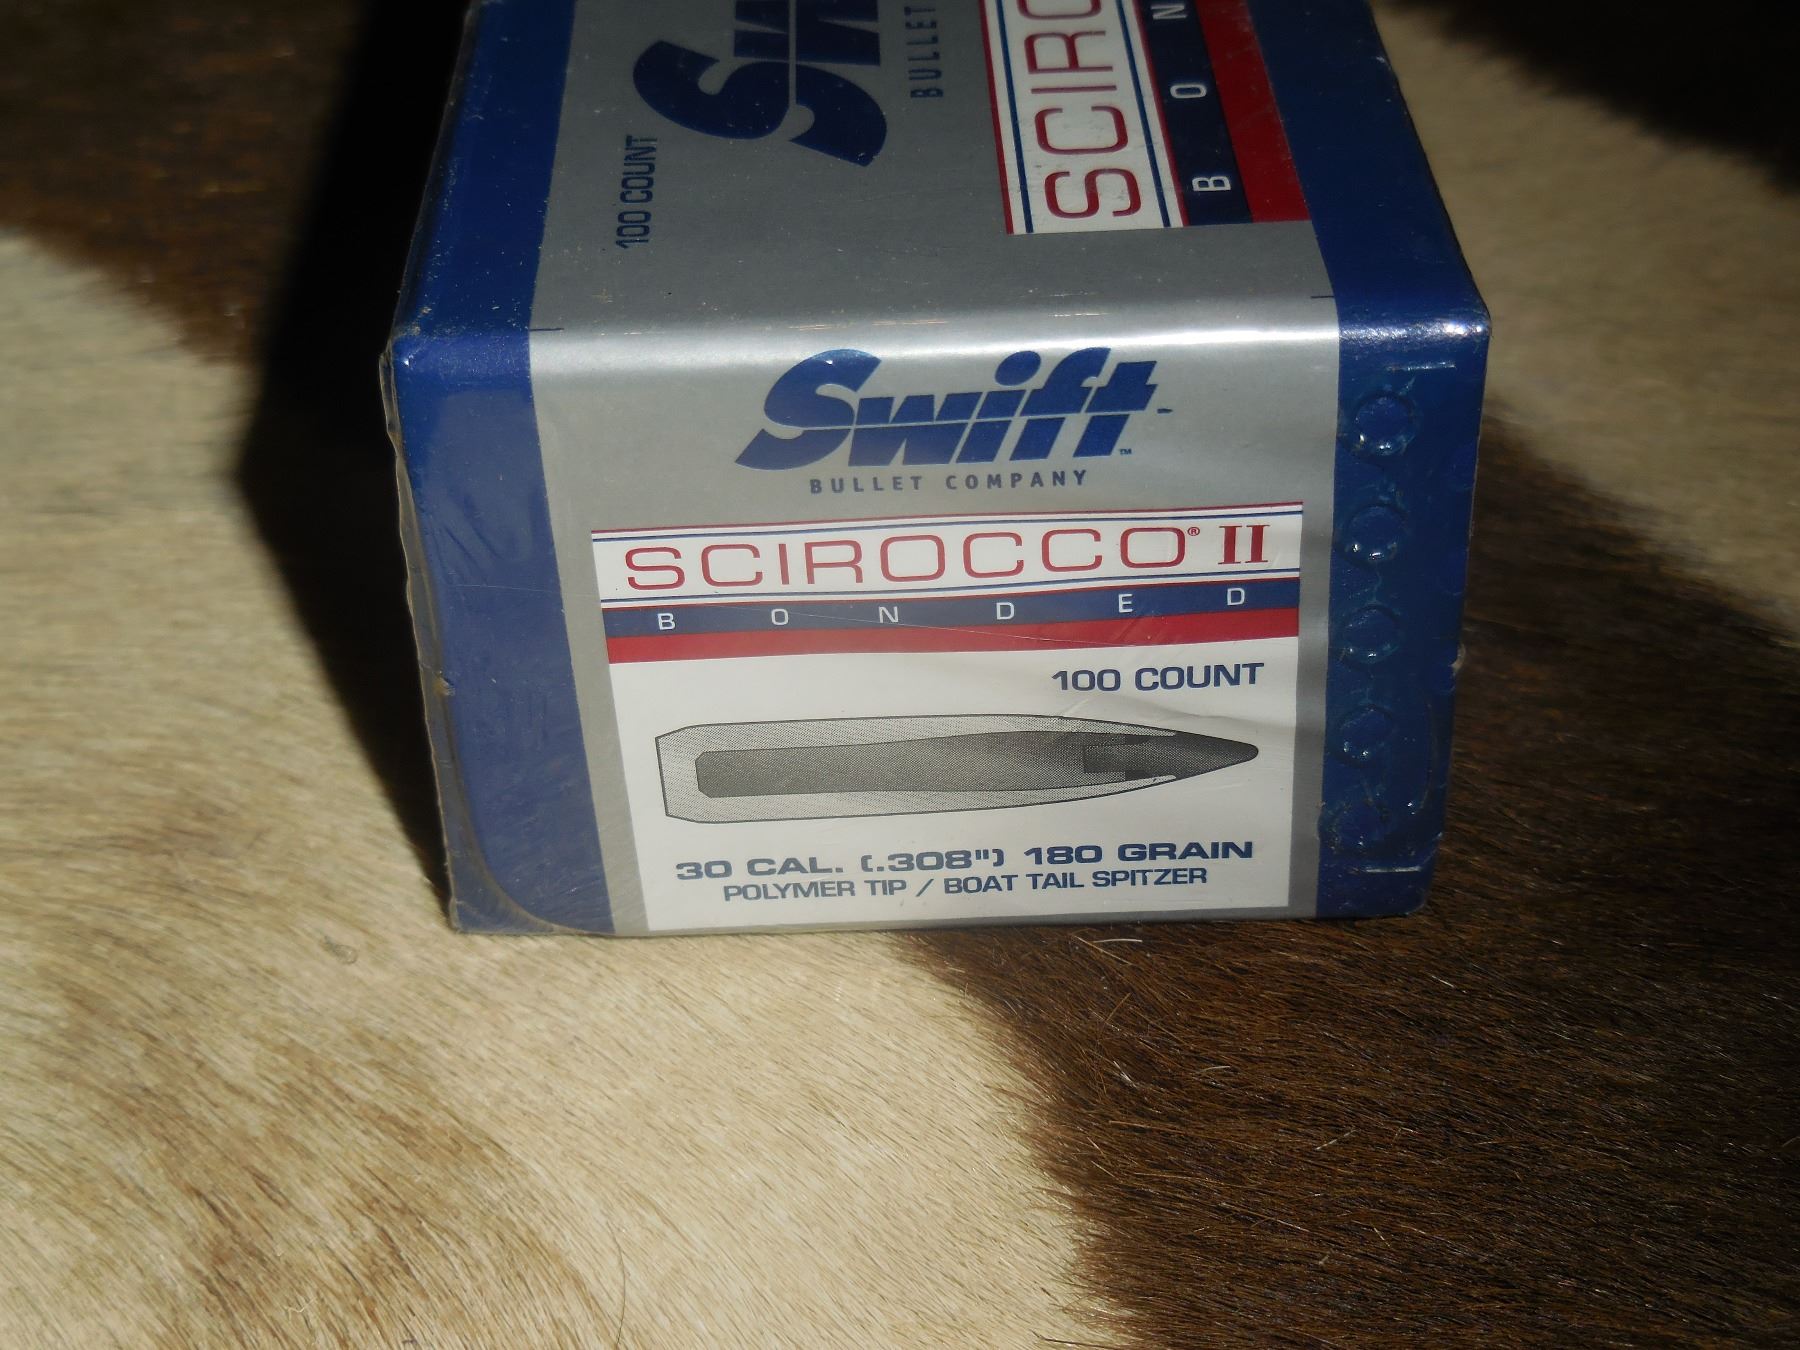 100 COUNT
BULLET
Swift™
BULLET COMPANY
SCIROCCO® II
BONDED
100 COUNT
30 CAL. (.308") 180 GRAIN
POLYMER TIP / BOAT TAIL SPITZER